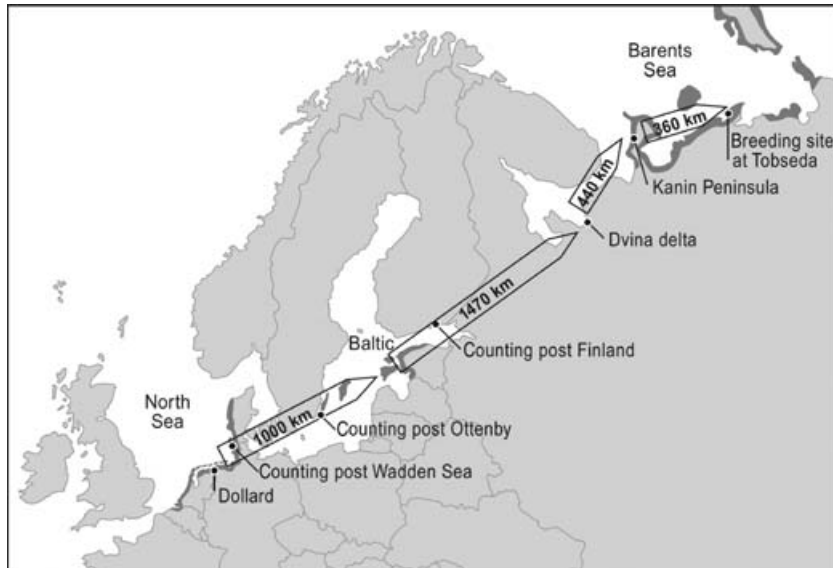 Barents
Sea
360 km
Breeding site
at Tobseda
Kanin Peninsula
440 km
Dvina delta
1470 km
Baltic
Counting post Finland
North
Sea
1000 km
Counting post Ottenby
Counting post Wadden Sea
Dollard